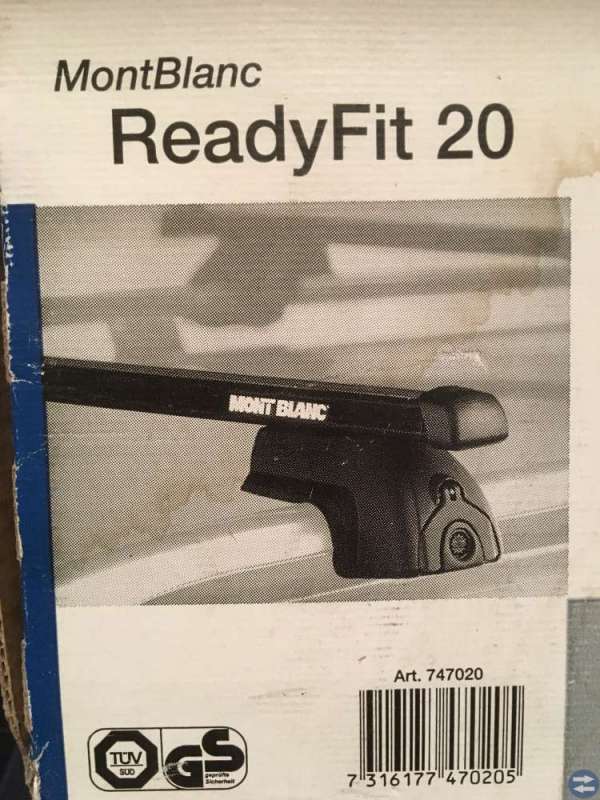 MontBlanc
ReadyFit 20
MONT BLANC
Art. 747020
TÜV
SÜD
GS
geprüfte
Sicherheit
7 316177 470205